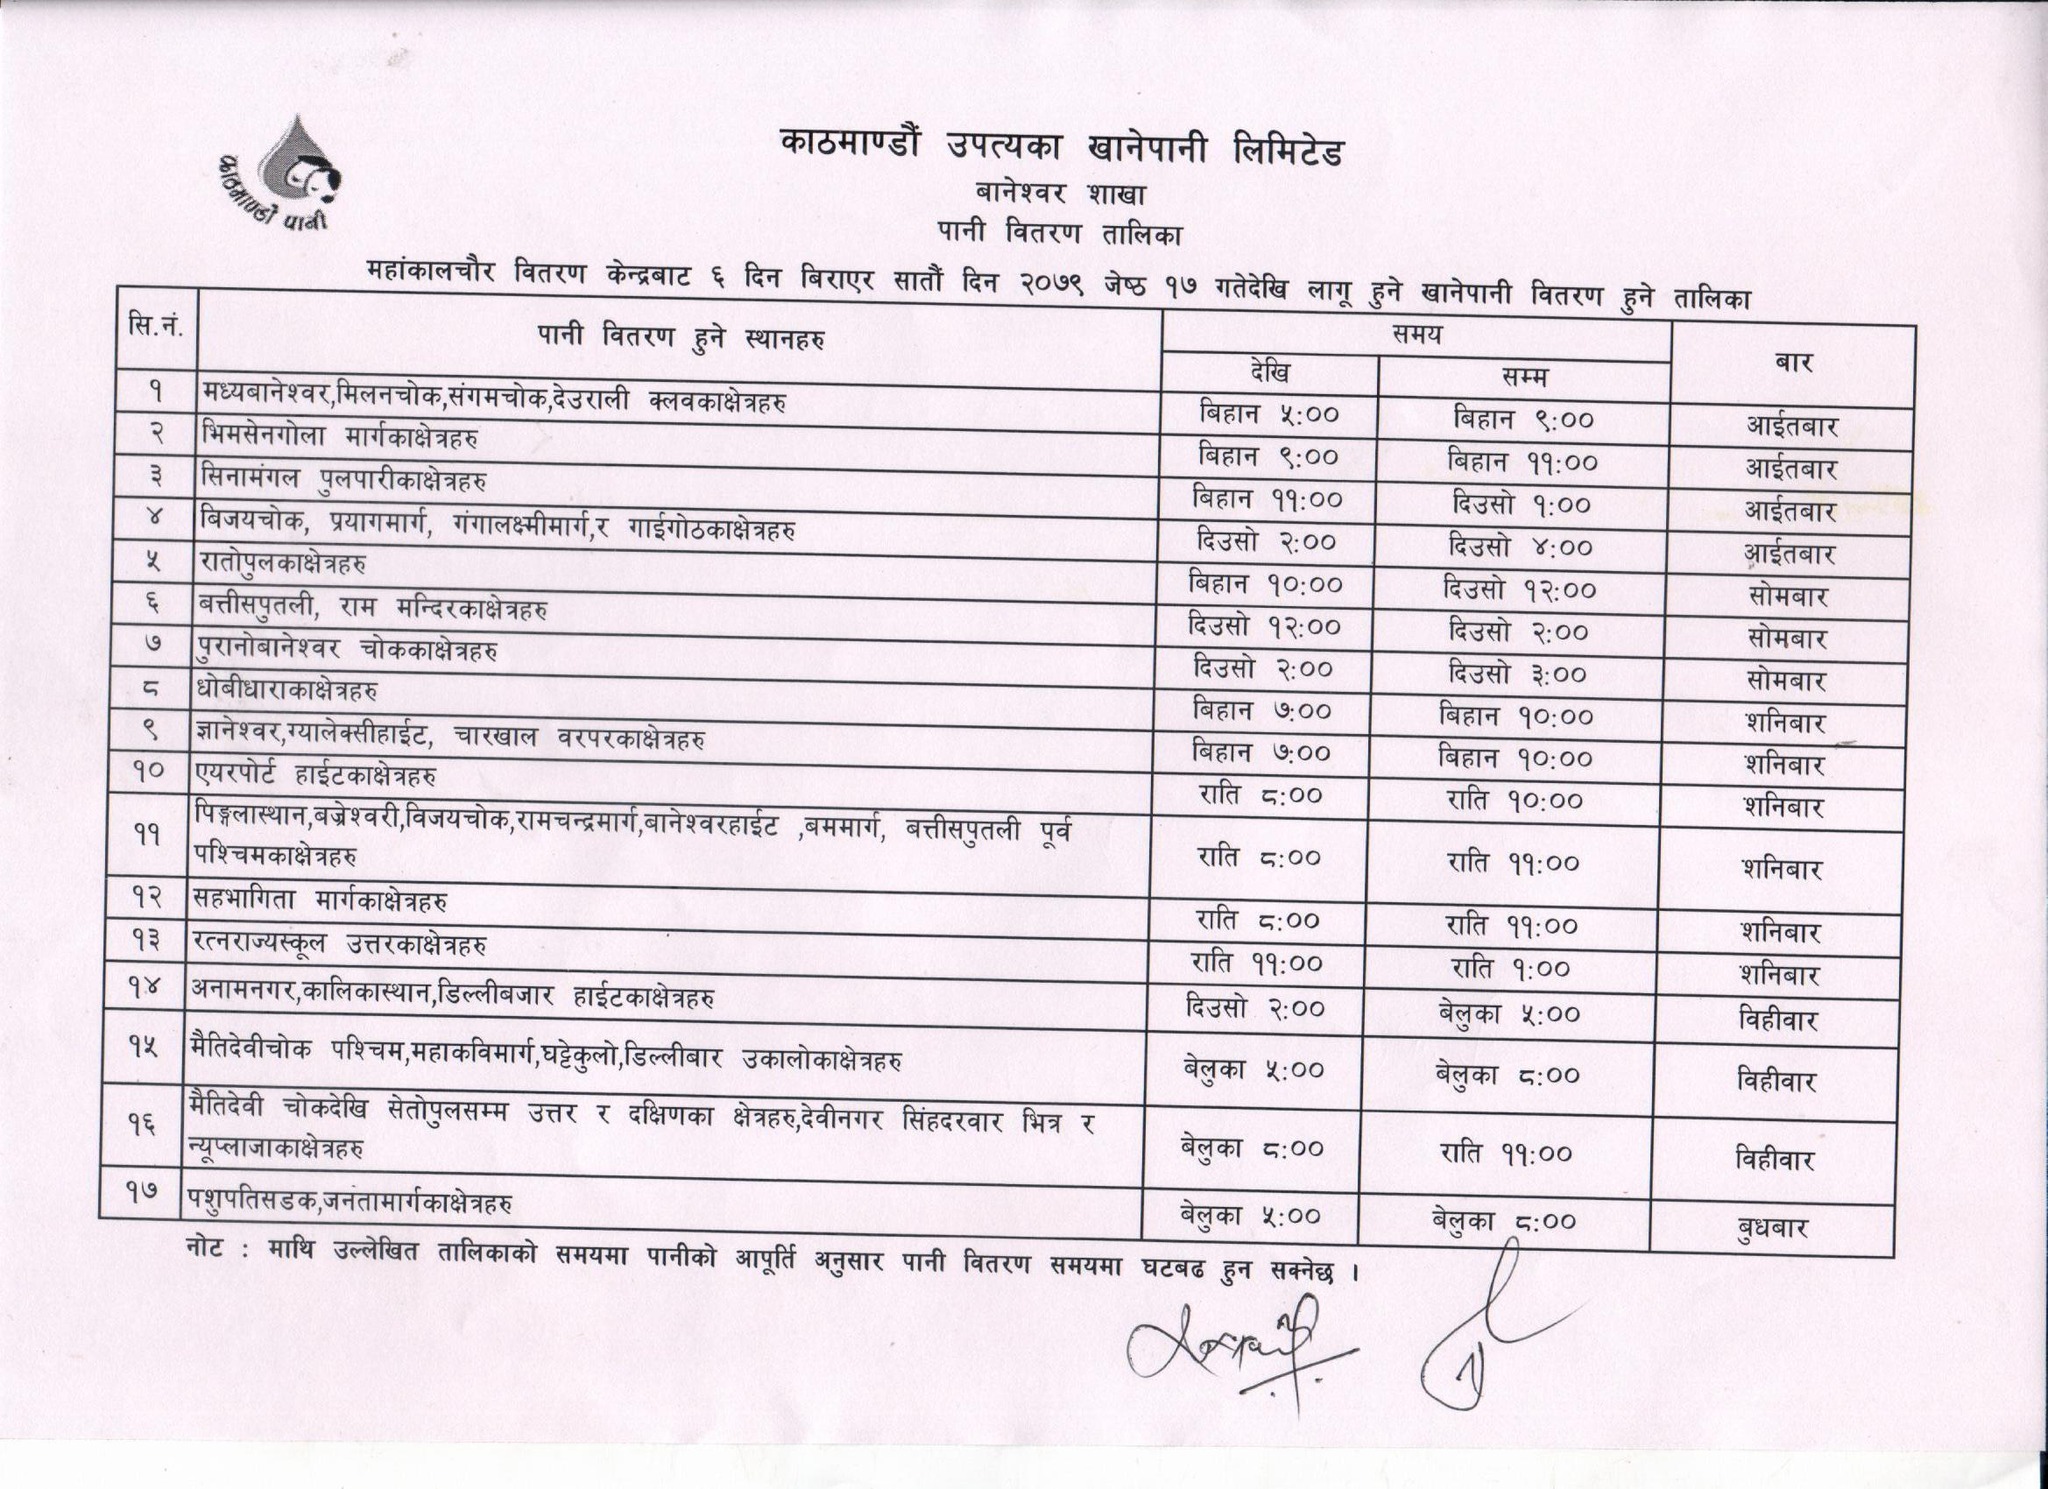 काठमाण्डौ पानी
काठमाण्डौं उपत्यका खानेपानी लिमिटेड
बानेश्वर शाखा
पानी वितरण तालिका
महांकालचौर वितरण केन्द्रबाट ६ दिन बिराएर सातौं दिन २०७९ जेष्ठ १७ गतेदेखि लागू हुने खानेपानी वितरण हुने तालिका
सि.नं. पानी वितरण हुने स्थानहरु समय बार
देखि सम्म
१ मध्यबानेश्वर,मिलनचोक,संगमचोक,देउराली क्लवकाक्षेत्रहरु बिहान ५:०० बिहान ९:०० आईतबार
२ भिमसेनगोला मार्गकाक्षेत्रहरु बिहान ९:०० बिहान ११:०० आईतबार
३ सिनामंगल पुलपारीकाक्षेत्रहरु बिहान ११:०० दिउसो १:०० आईतबार
४ बिजयचोक, प्रयागमार्ग, गंगालक्ष्मीमार्ग,र गाईगोठकाक्षेत्रहरु दिउसो २:०० दिउसो ४:०० आईतबार
५ रातोपुलकाक्षेत्रहरु बिहान १०:०० दिउसो १२:०० सोमबार
६ बत्तीसपुतली, राम मन्दिरकाक्षेत्रहरु दिउसो १२:०० दिउसो २:०० सोमबार
७ पुरानोबानेश्वर चोककाक्षेत्रहरु दिउसो २:०० दिउसो ३:०० सोमबार
८ धोबीधाराकाक्षेत्रहरु बिहान ७:०० बिहान १०:०० शनिबार
९ ज्ञानेश्वर,ग्यालेक्सीहाईट, चारखाल वरपरकाक्षेत्रहरु बिहान ७:०० बिहान १०:०० शनिबार
१० एयरपोर्ट हाईटकाक्षेत्रहरु राति ८:०० राति १०:०० शनिबार
११ पिङ्गलास्थान,बज्रेश्वरी,विजयचोक,रामचन्द्रमार्ग,बानेश्वरहाईट ,बममार्ग, बत्तीसपुतली पूर्व
पश्चिमकाक्षेत्रहरु राति ८:०० राति ११:०० शनिबार
१२ सहभागिता मार्गकाक्षेत्रहरु राति ८:०० राति ११:०० शनिबार
१३ रत्नराज्यस्कूल उत्तरकाक्षेत्रहरु राति ११:०० राति १:०० शनिबार
१४ अनामनगर,कालिकास्थान,डिल्लीबजार हाईटकाक्षेत्रहरु दिउसो २:०० बेलुका ५:०० विहीवार
१५ मैतिदेवीचोक पश्चिम,महाकविमार्ग,घट्टेकुलो,डिल्लीबार उकालोकाक्षेत्रहरु बेलुका ५:०० बेलुका ८:०० विहीवार
१६ मैतिदेवी चोकदेखि सेतोपुलसम्म उत्तर र दक्षिणका क्षेत्रहरु,देवीनगर सिंहदरवार भित्र र
न्यूप्लाजाकाक्षेत्रहरु बेलुका ८:०० राति ११:०० विहीवार
१७ पशुपतिसडक,जनतामार्गकाक्षेत्रहरु बेलुका ५:०० बेलुका ८:०० बुधबार
नोट : माथि उल्लेखित तालिकाको समयमा पानीको आपूर्ति अनुसार पानी वितरण समयमा घटबढ हुन सक्नेछ ।